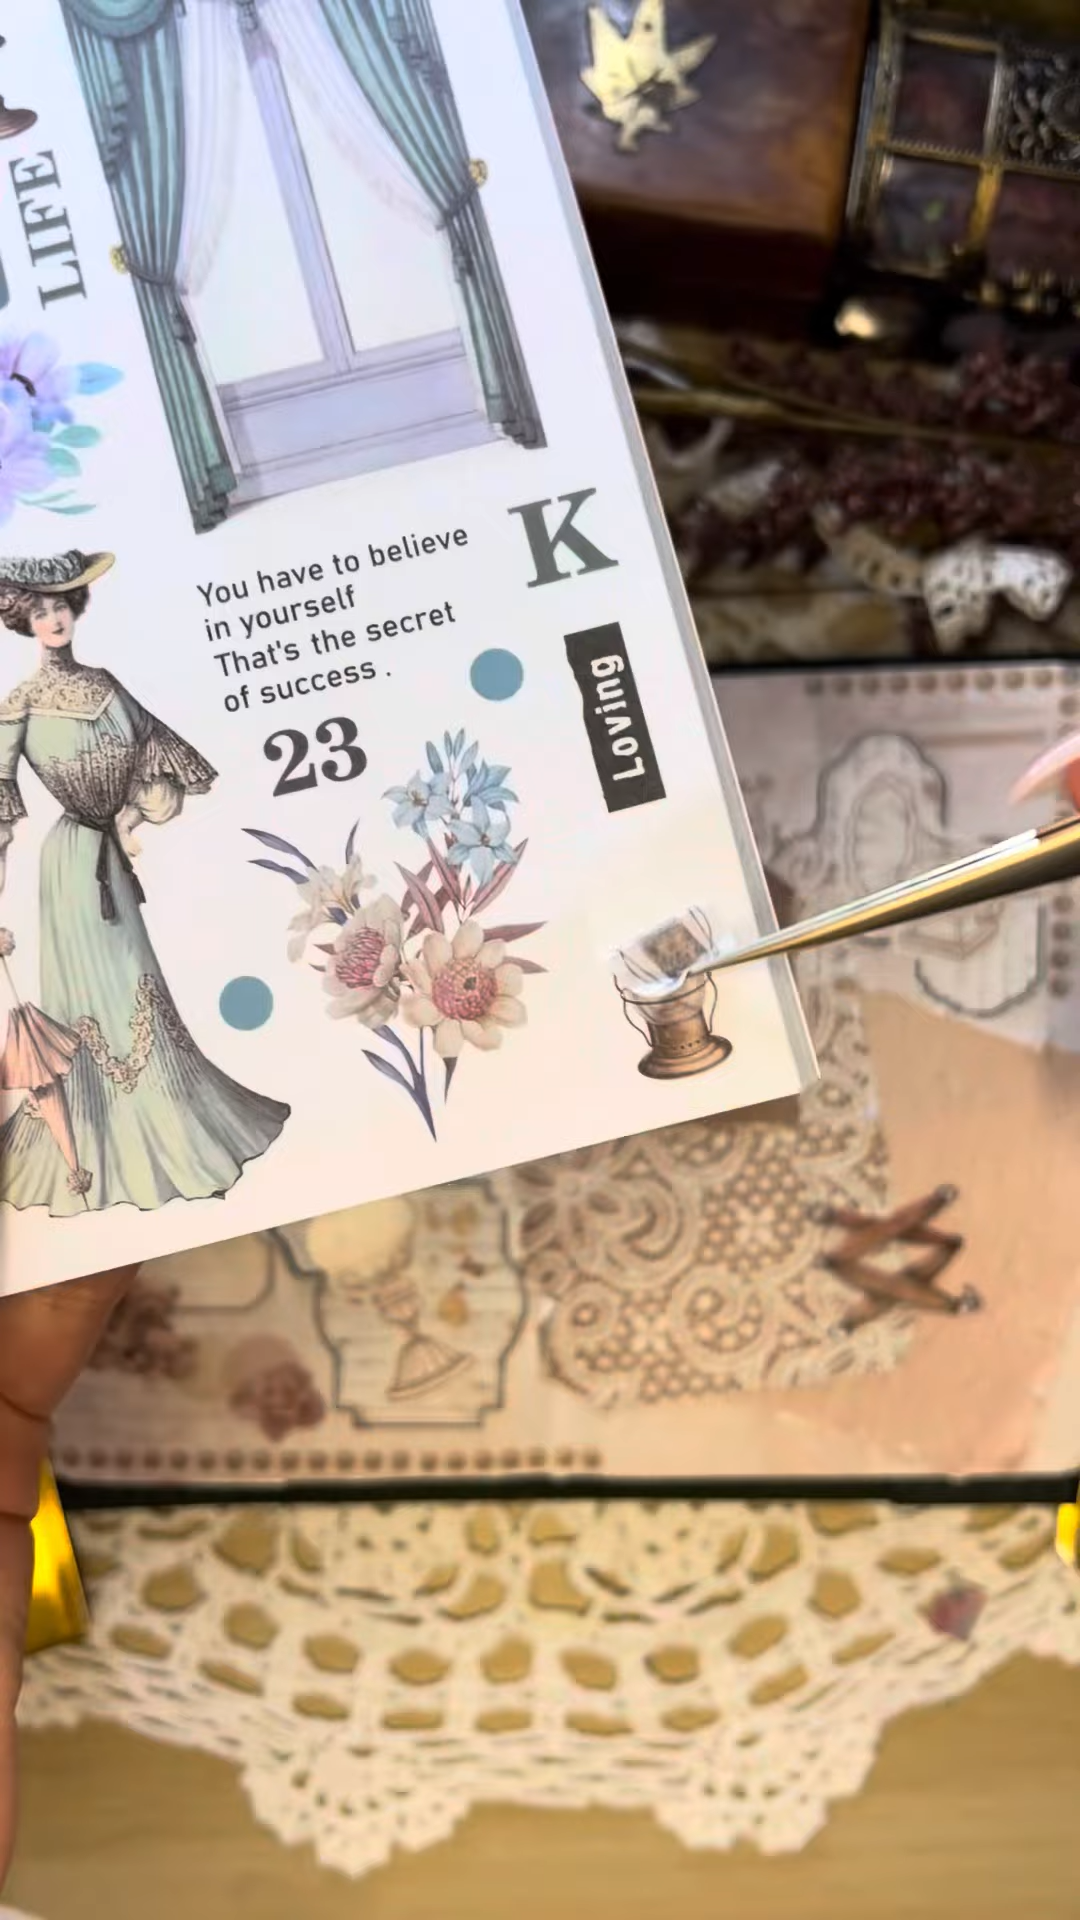 LIFE
K
You have to believe
in yourself
That's the secret
of success .
23
Loving